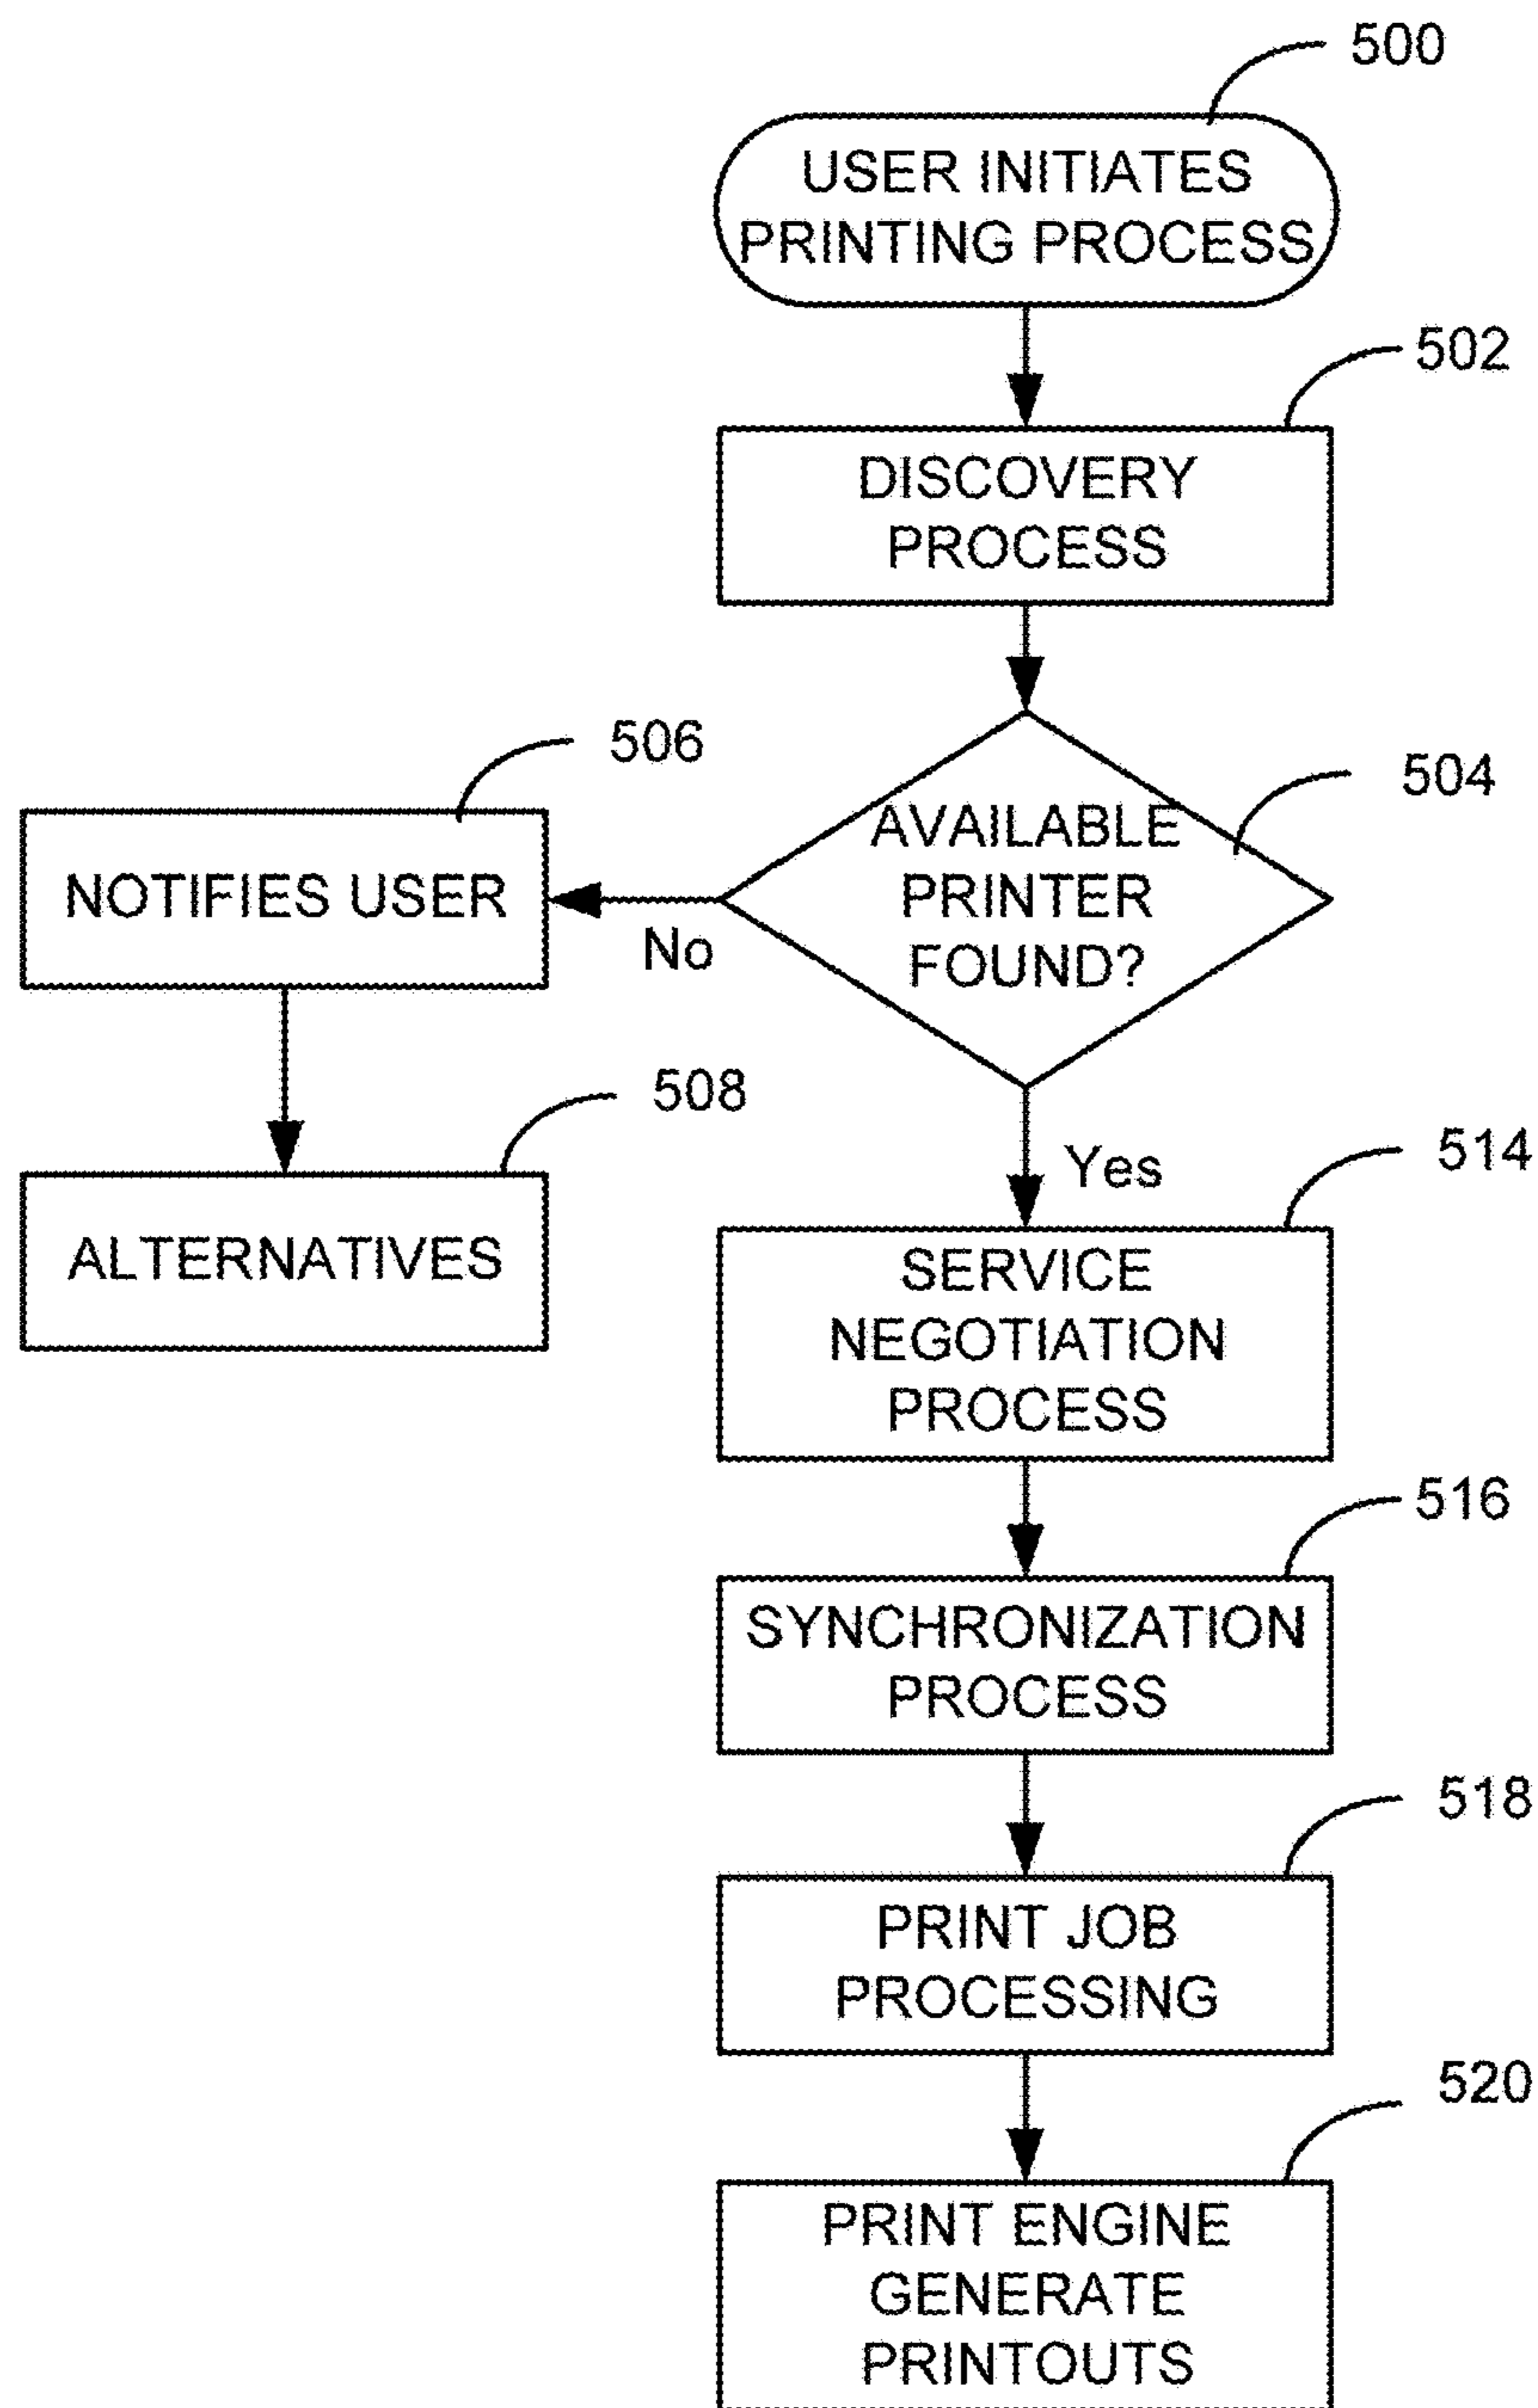 500
USER INITIATES
PRINTING PROCESS
502
DISCOVERY
PROCESS
504
AVAILABLE
PRINTER
FOUND?
506
NOTIFIES USER
No
508
ALTERNATIVES
Yes
514
SERVICE
NEGOTIATION
PROCESS
516
SYNCHRONIZATION
PROCESS
518
PRINT JOB
PROCESSING
520
PRINT ENGINE
GENERATE
PRINTOUTS